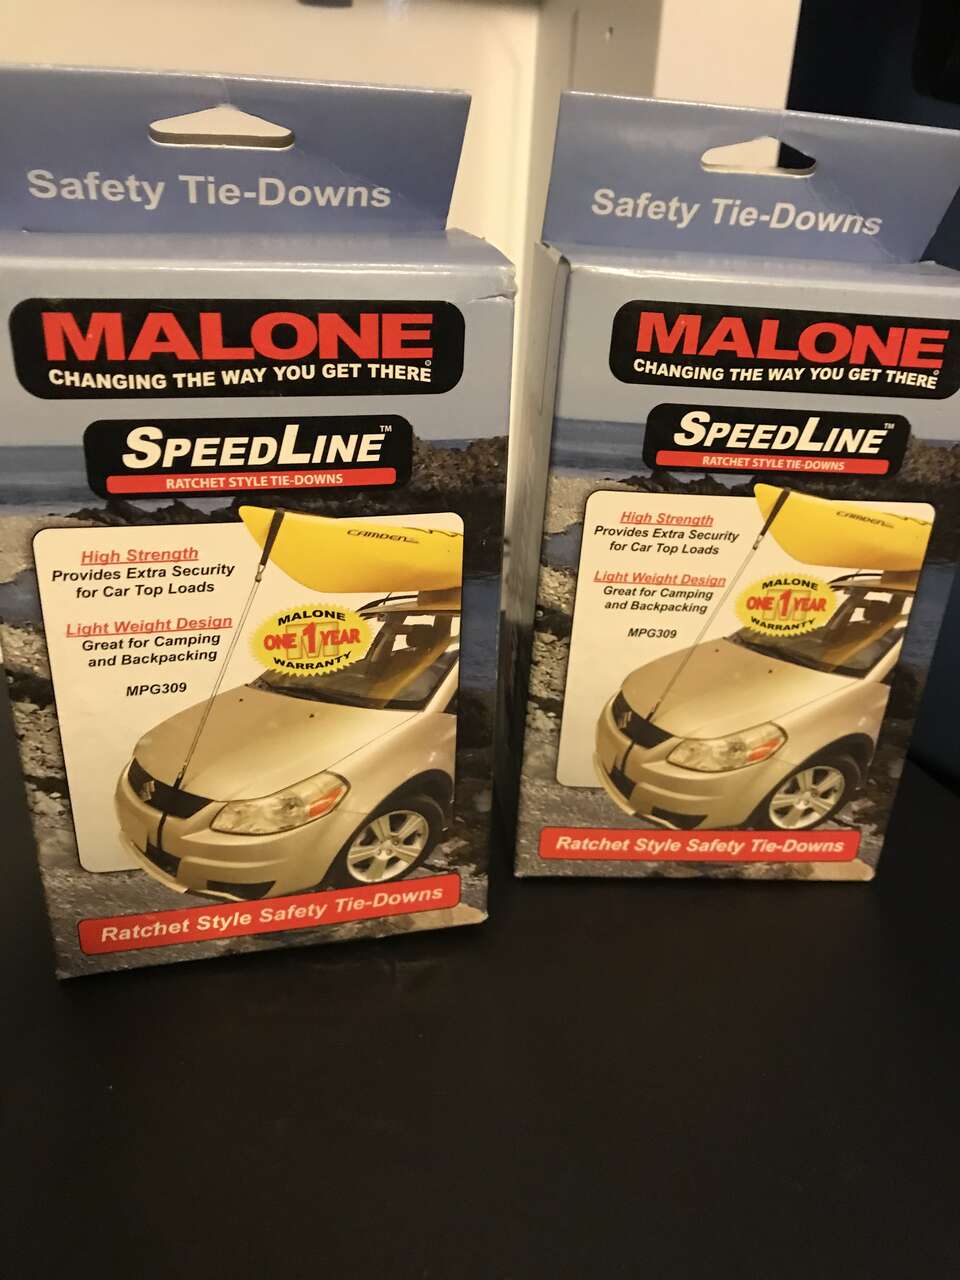 Safety Tie-Downs
MALONE
CHANGING THE WAY YOU GET THERE®
SPEEDLINE™
RATCHET STYLE TIE-DOWNS
High Strength
Provides Extra Security
for Car Top Loads
Light Weight Design
Great for Camping
and Backpacking
MPG309
CAMDEN
MALONE
ONE 1 YEAR
WARRANTY
Ratchet Style Safety Tie-Downs
Safety Tie-Downs
MALONE
CHANGING THE WAY YOU GET THERE®
SPEEDLINE™
RATCHET STYLE TIE-DOWNS
High Strength
Provides Extra Security
for Car Top Loads
Light Weight Design
Great for Camping
and Backpacking
MPG309
CAMDEN
MALONE
ONE 1 YEAR
WARRANTY
Ratchet Style Safety Tie-Downs